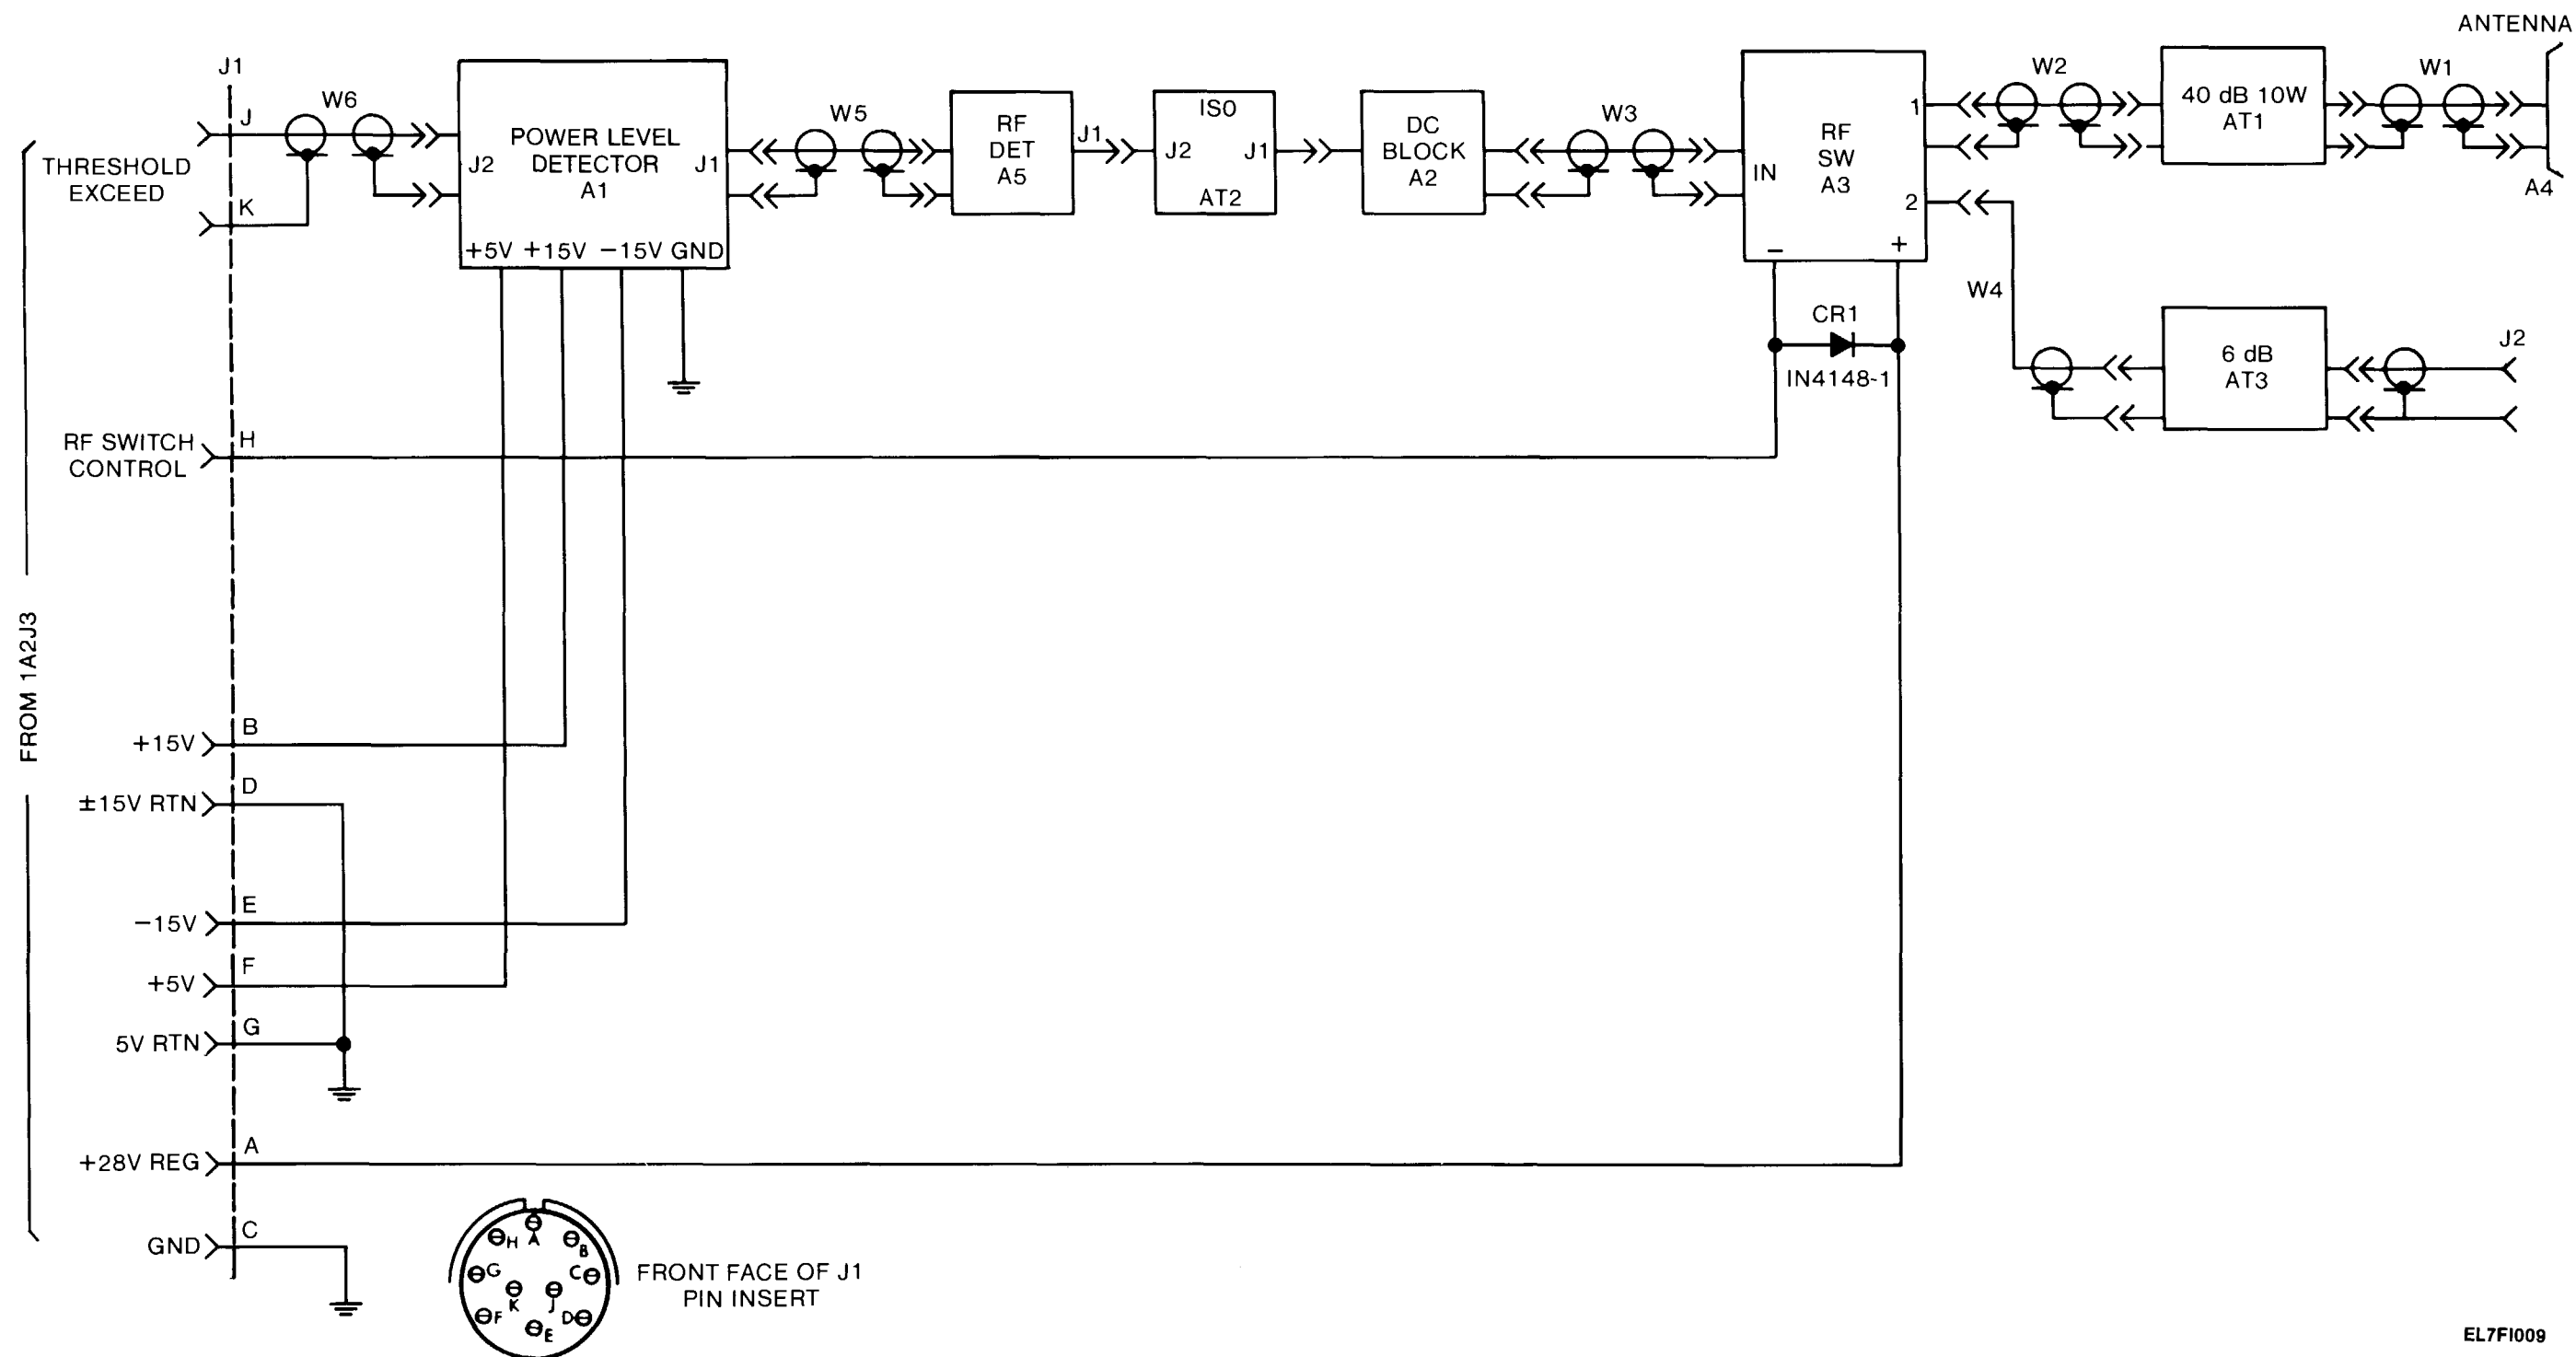 ANTENNA
J1
J
W6
THRESHOLD
EXCEED
K
J2
POWER LEVEL
DETECTOR
A1
J1
+5V +15V −15V GND
W5
RF
DET
A5
J1
ISO
J2
J1
AT2
DC
BLOCK
A2
W3
IN
RF
SW
A3
1
2
−
+
W2
40 dB 10W
AT1
W1
A4
W4
CR1
IN4148-1
6 dB
AT3
J2
RF SWITCH
CONTROL
H
FROM 1A2J3
+15V
B
±15V RTN
D
−15V
E
+5V
F
5V RTN
G
+28V REG
A
GND
C
H
A
B
G
C
K
J
F
E
D
FRONT FACE OF J1
PIN INSERT
EL7FI009